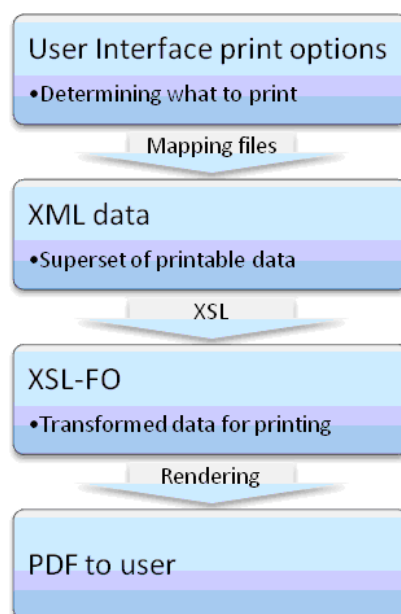 User Interface print options
•Determining what to print
Mapping files
XML data
•Superset of printable data
XSL
XSL-FO
•Transformed data for printing
Rendering
PDF to user